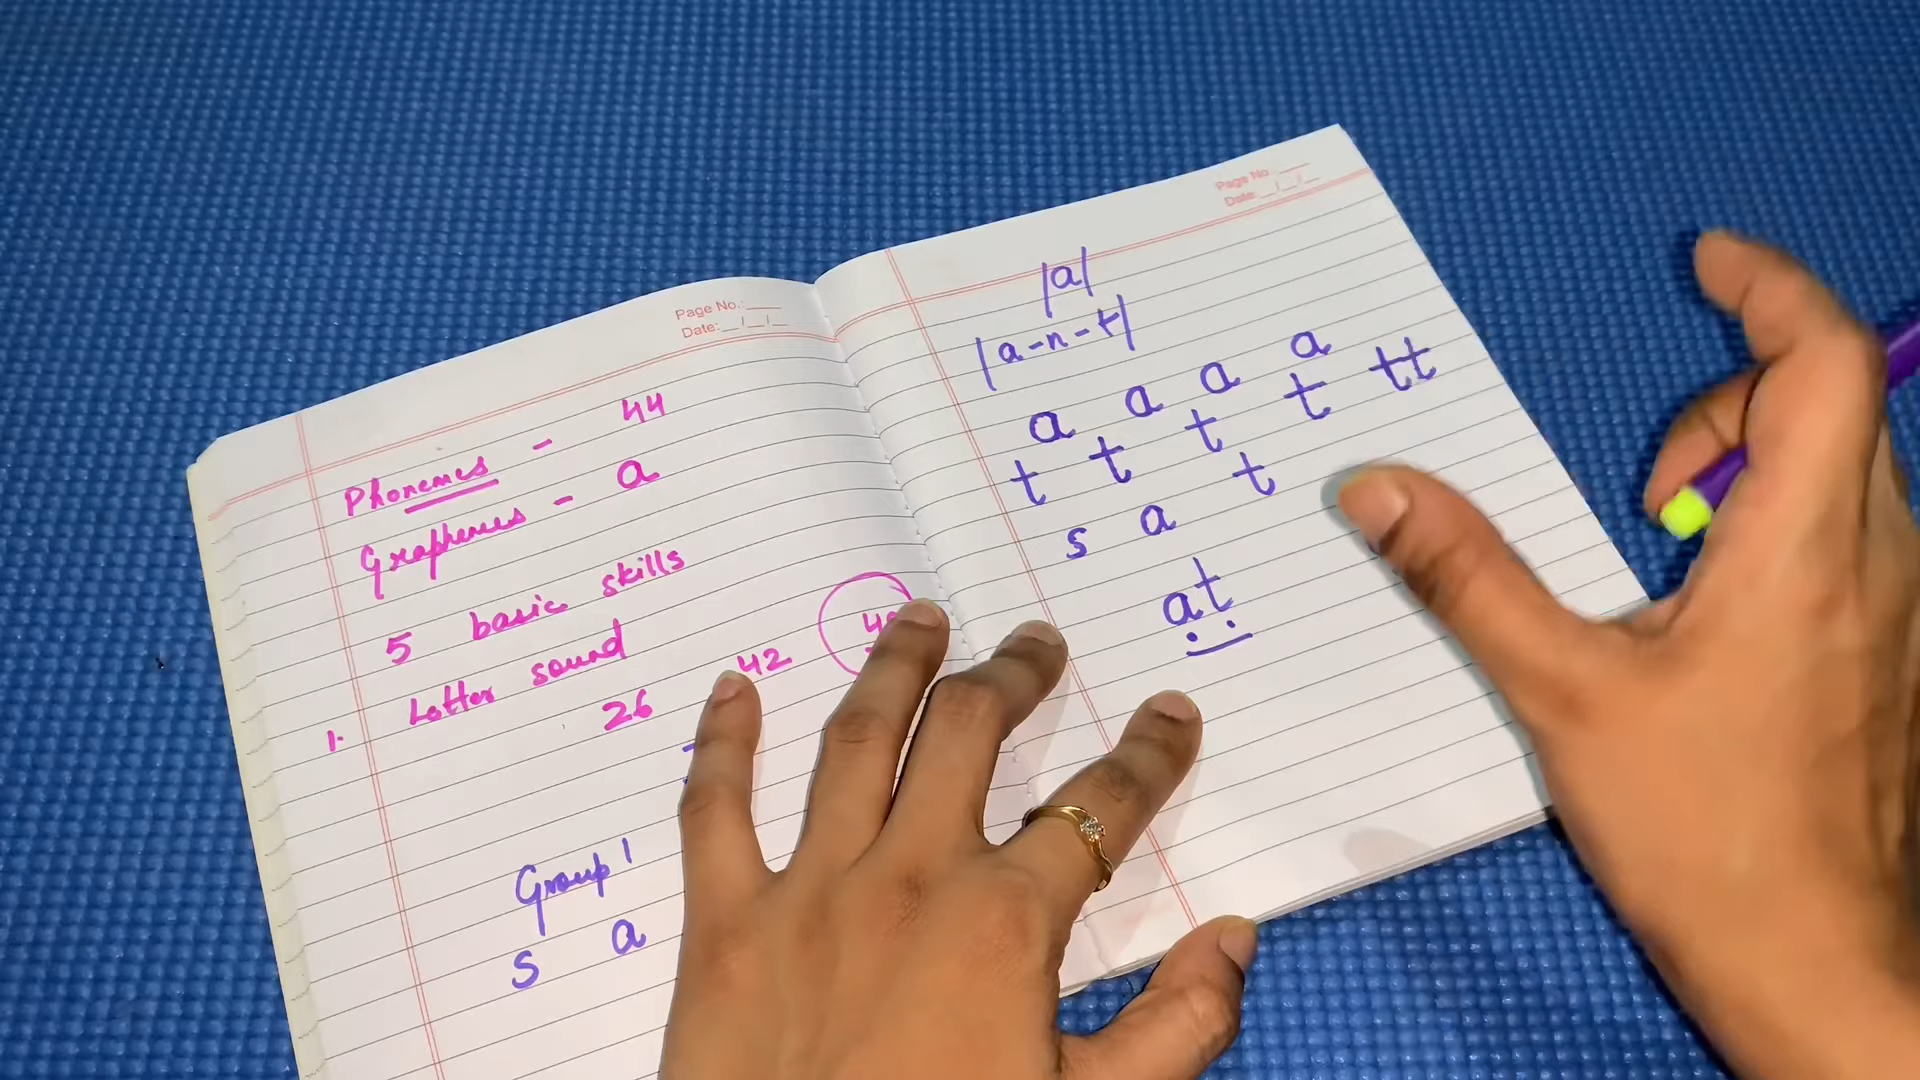 Page No.:
Date: _/_/_
Phonemes - 44
Graphemes - a
5 basic skills
1. Letter sound
26 42
Group 1
s a
Page No.
Date: _/_/_
/a/
/a-n-t/
a a a a
t t t t tt
s a t
at